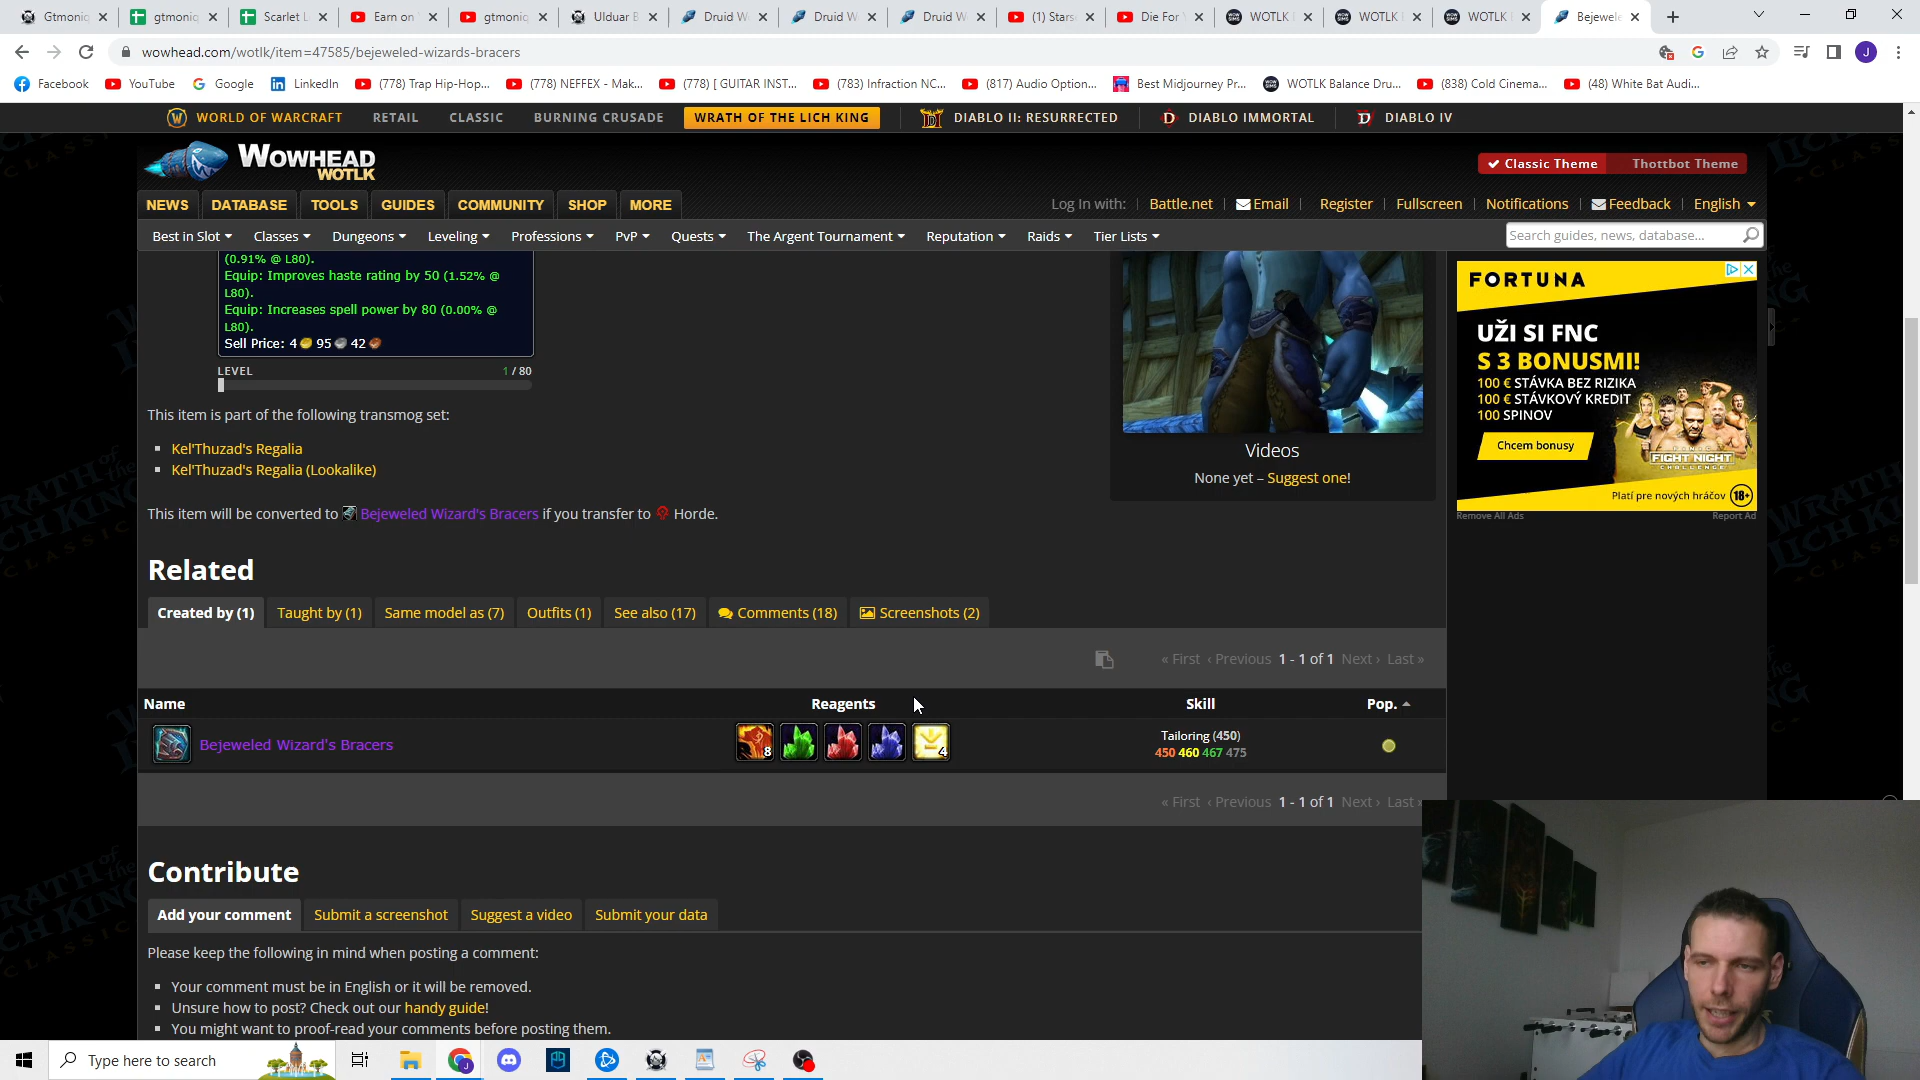 Gtmoniq
gtmoniq
Scarlet L
Earn on
gtmoniq
Ulduar B
Druid W
Druid W
Druid W
(1) Stars
Die For
WOTLK
WOTLK
WOTLK
Bejewele
wowhead.com/wotlk/item=47585/bejeweled-wizards-bracers
Facebook
YouTube
Google
LinkedIn
(778) Trap Hip-Hop...
(778) NEFFEX - Mak...
(778) [ GUITAR INST...
(783) Infraction NC...
(817) Audio Option...
Best Midjourney Pr...
WOTLK Balance Dru...
(838) Cold Cinema...
(48) White Bat Audi...
WORLD OF WARCRAFT
RETAIL
CLASSIC
BURNING CRUSADE
WRATH OF THE LICH KING
DIABLO II: RESURRECTED
DIABLO IMMORTAL
DIABLO IV
WOWHEAD
WOTLK
Classic Theme
Thottbot Theme
NEWS
DATABASE
TOOLS
GUIDES
COMMUNITY
SHOP
MORE
Log In with:
Battle.net
Email
Register
Fullscreen
Notifications
Feedback
English
Best in Slot
Classes
Dungeons
Leveling
Professions
PvP
Quests
The Argent Tournament
Reputation
Raids
Tier Lists
Search guides, news, database...
(0.91% @ L80).
Equip: Improves haste rating by 50 (1.52% @
L80).
Equip: Increases spell power by 80 (0.00% @
L80).
Sell Price: 4 95 42
LEVEL
1 / 80
This item is part of the following transmog set:
Kel'Thuzad's Regalia
Kel'Thuzad's Regalia (Lookalike)
This item will be converted to Bejeweled Wizard's Bracers if you transfer to Horde.
Videos
None yet – Suggest one!
FORTUNA
UŽI SI FNC
S 3 BONUSMI!
100 € STÁVKA BEZ RIZIKA
100 € STÁVKOVÝ KREDIT
100 SPINOV
Chcem bonusy
FIGHT NIGHT
CHALLENGE
Platí pre nových hráčov 18+
Remove All Ads
Report Ad
Related
Created by (1)
Taught by (1)
Same model as (7)
Outfits (1)
See also (17)
Comments (18)
Screenshots (2)
« First ‹ Previous 1 - 1 of 1 Next › Last »
Name
Reagents
Skill
Pop.
Bejeweled Wizard's Bracers
8
4
Tailoring (450)
450 460 467 475
« First ‹ Previous 1 - 1 of 1 Next › Last »
Contribute
Add your comment
Submit a screenshot
Suggest a video
Submit your data
Please keep the following in mind when posting a comment:
Your comment must be in English or it will be removed.
Unsure how to post? Check out our handy guide!
You might want to proof-read your comments before posting them.
Type here to search